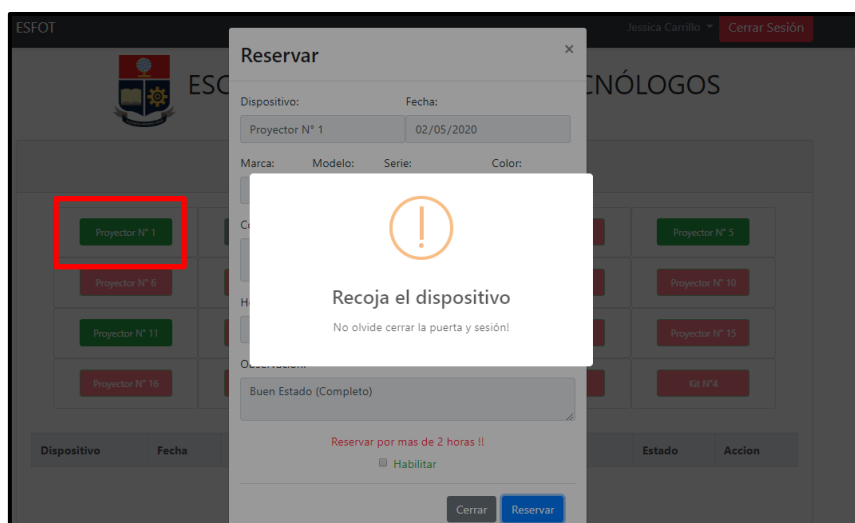 ESFOT
Jessica Carrillo
Cerrar Sesión
ESC
CNÓLOGOS
Reservar
×
Dispositivo:
Fecha:
Proyector N° 1
02/05/2020
Marca:
Modelo:
Serie:
Color:
Proyector N° 1
Proyector N° 5
Proyector N° 6
Proyector N° 10
Recoja el dispositivo
No olvide cerrar la puerta y sesión!
Proyector N° 11
Proyector N° 15
Buen Estado (Completo)
Proyector N° 16
Kit N°4
Reservar por mas de 2 horas !!
Habilitar
Dispositivo
Fecha
Estado
Accion
Cerrar
Reservar